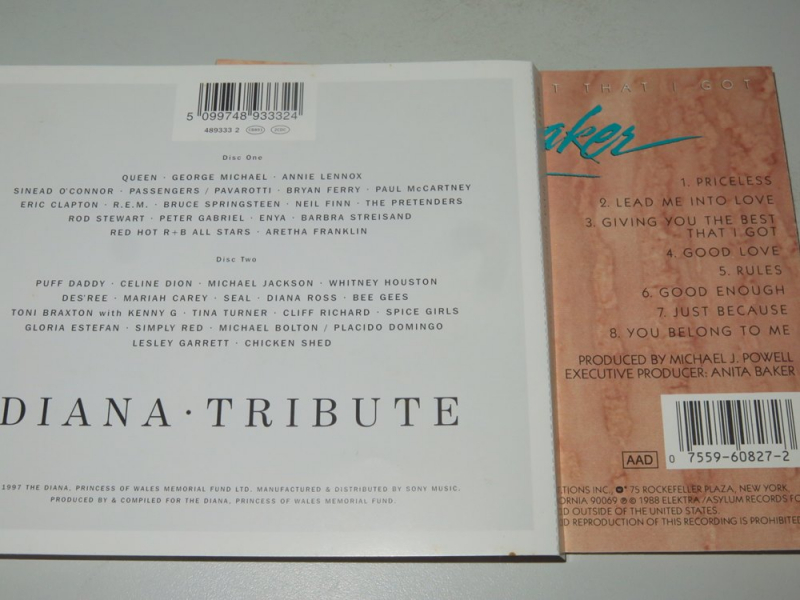 5 099748 933324
489333 2
Disc One
QUEEN · GEORGE MICHAEL · ANNIE LENNOX
SINEAD O'CONNOR · PASSENGERS / PAVAROTTI · BRYAN FERRY · PAUL McCARTNEY
ERIC CLAPTON · R.E.M. · BRUCE SPRINGSTEEN · NEIL FINN · THE PRETENDERS
ROD STEWART · PETER GABRIEL · ENYA · BARBRA STREISAND
RED HOT R+B ALL STARS · ARETHA FRANKLIN
Disc Two
PUFF DADDY · CELINE DION · MICHAEL JACKSON · WHITNEY HOUSTON
DES'REE · MARIAH CAREY · SEAL · DIANA ROSS · BEE GEES
TONI BRAXTON with KENNY G · TINA TURNER · CLIFF RICHARD · SPICE GIRLS
GLORIA ESTEFAN · SIMPLY RED · MICHAEL BOLTON / PLACIDO DOMINGO
LESLEY GARRETT · CHICKEN SHED
DIANA · TRIBUTE
1997 THE DIANA, PRINCESS OF WALES MEMORIAL FUND LTD. MANUFACTURED & DISTRIBUTED BY SONY MUSIC.
PRODUCED BY & COMPILED FOR THE DIANA, PRINCESS OF WALES MEMORIAL FUND.
T THAT I GOT
aker
1. PRICELESS
2. LEAD ME INTO LOVE
3. GIVING YOU THE BEST
THAT I GOT
4. GOOD LOVE
5. RULES
6. GOOD ENOUGH
7. JUST BECAUSE
8. YOU BELONG TO ME
PRODUCED BY MICHAEL J. POWELL
EXECUTIVE PRODUCER: ANITA BAKER
AAD
0 7559-60827-2
CTIONS INC., 75 ROCKEFELLER PLAZA, NEW YORK,
FORNIA 90069 ℗ © 1988 ELEKTRA/ASYLUM RECORDS FO
D OUTSIDE OF THE UNITED STATES.
D REPRODUCTION OF THIS RECORDING IS PROHIBITED